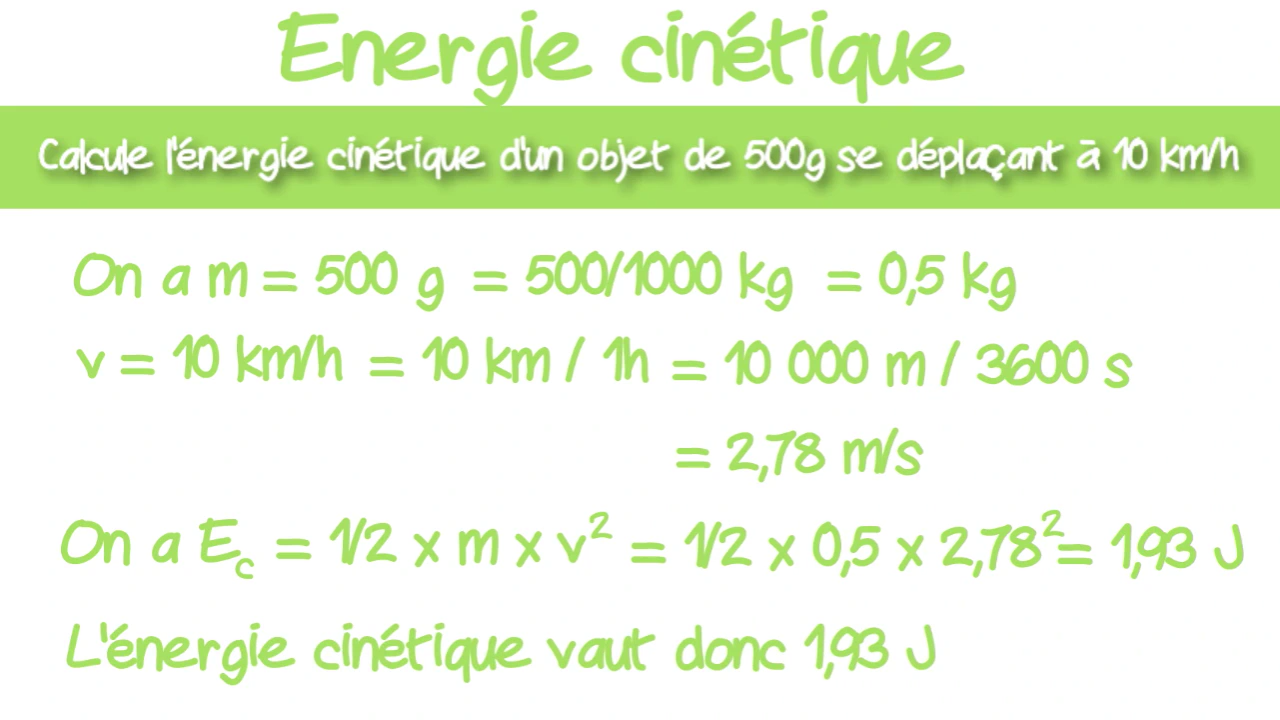 Energie cinétique
Calcule l'énergie cinétique d'un objet de 500g se déplaçant à 10 km/h
On a m = 500 g = 500/1000 kg = 0,5 kg
v = 10 km/h = 10 km / 1h = 10 000 m / 3600 s
= 2,78 m/s
On a E_c = 1/2 x m x v² = 1/2 x 0,5 x 2,78² = 1,93 J
L'énergie cinétique vaut donc 1,93 J